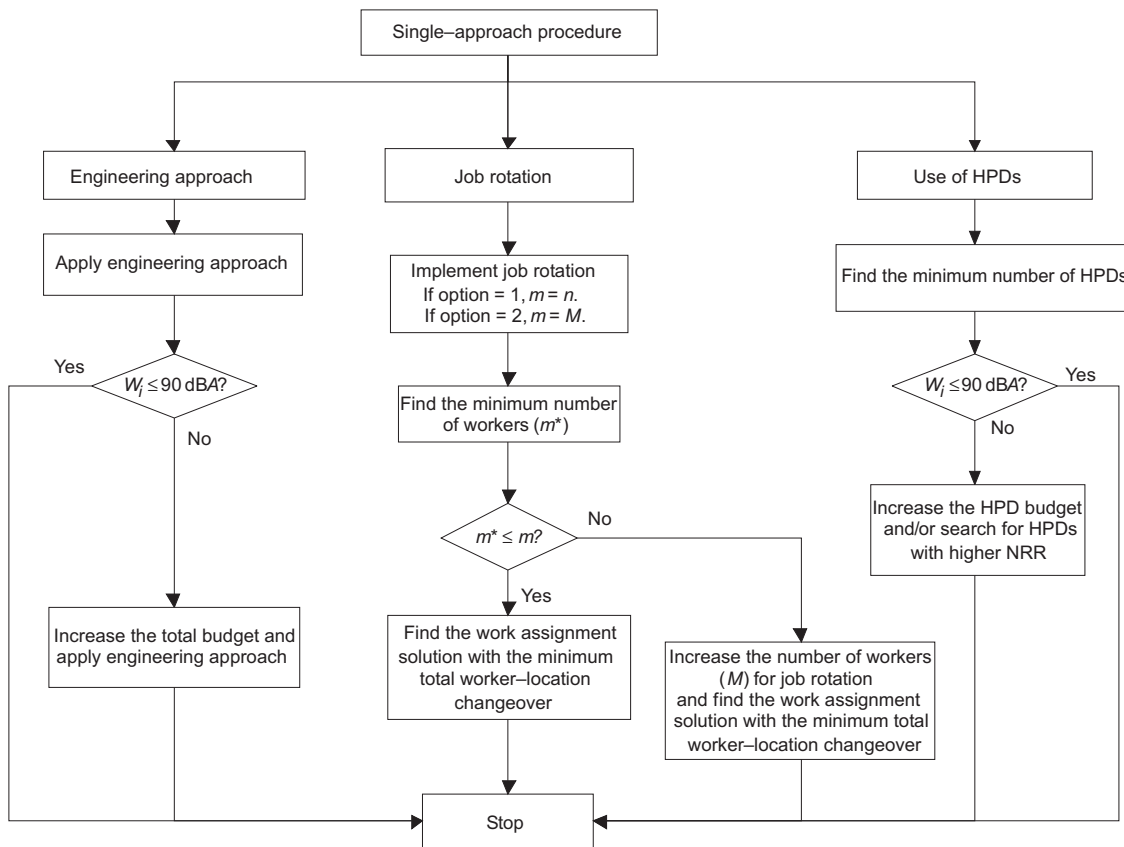 Single–approach procedure
Engineering approach
Job rotation
Use of HPDs
Apply engineering approach
Implement job rotation
If option = 1, m = n.
If option = 2, m = M.
Find the minimum number of HPDs
Yes
W_i ≤ 90 dBA?
No
Find the minimum number
of workers (m*)
W_i ≤ 90 dBA?
Yes
No
Increase the HPD budget
and/or search for HPDs
with higher NRR
m* ≤ m?
No
Yes
Increase the total budget and
apply engineering approach
Find the work assignment
solution with the minimum
total worker–location
changeover
Increase the number of workers
(M) for job rotation
and find the work assignment
solution with the minimum total
worker–location changeover
Stop